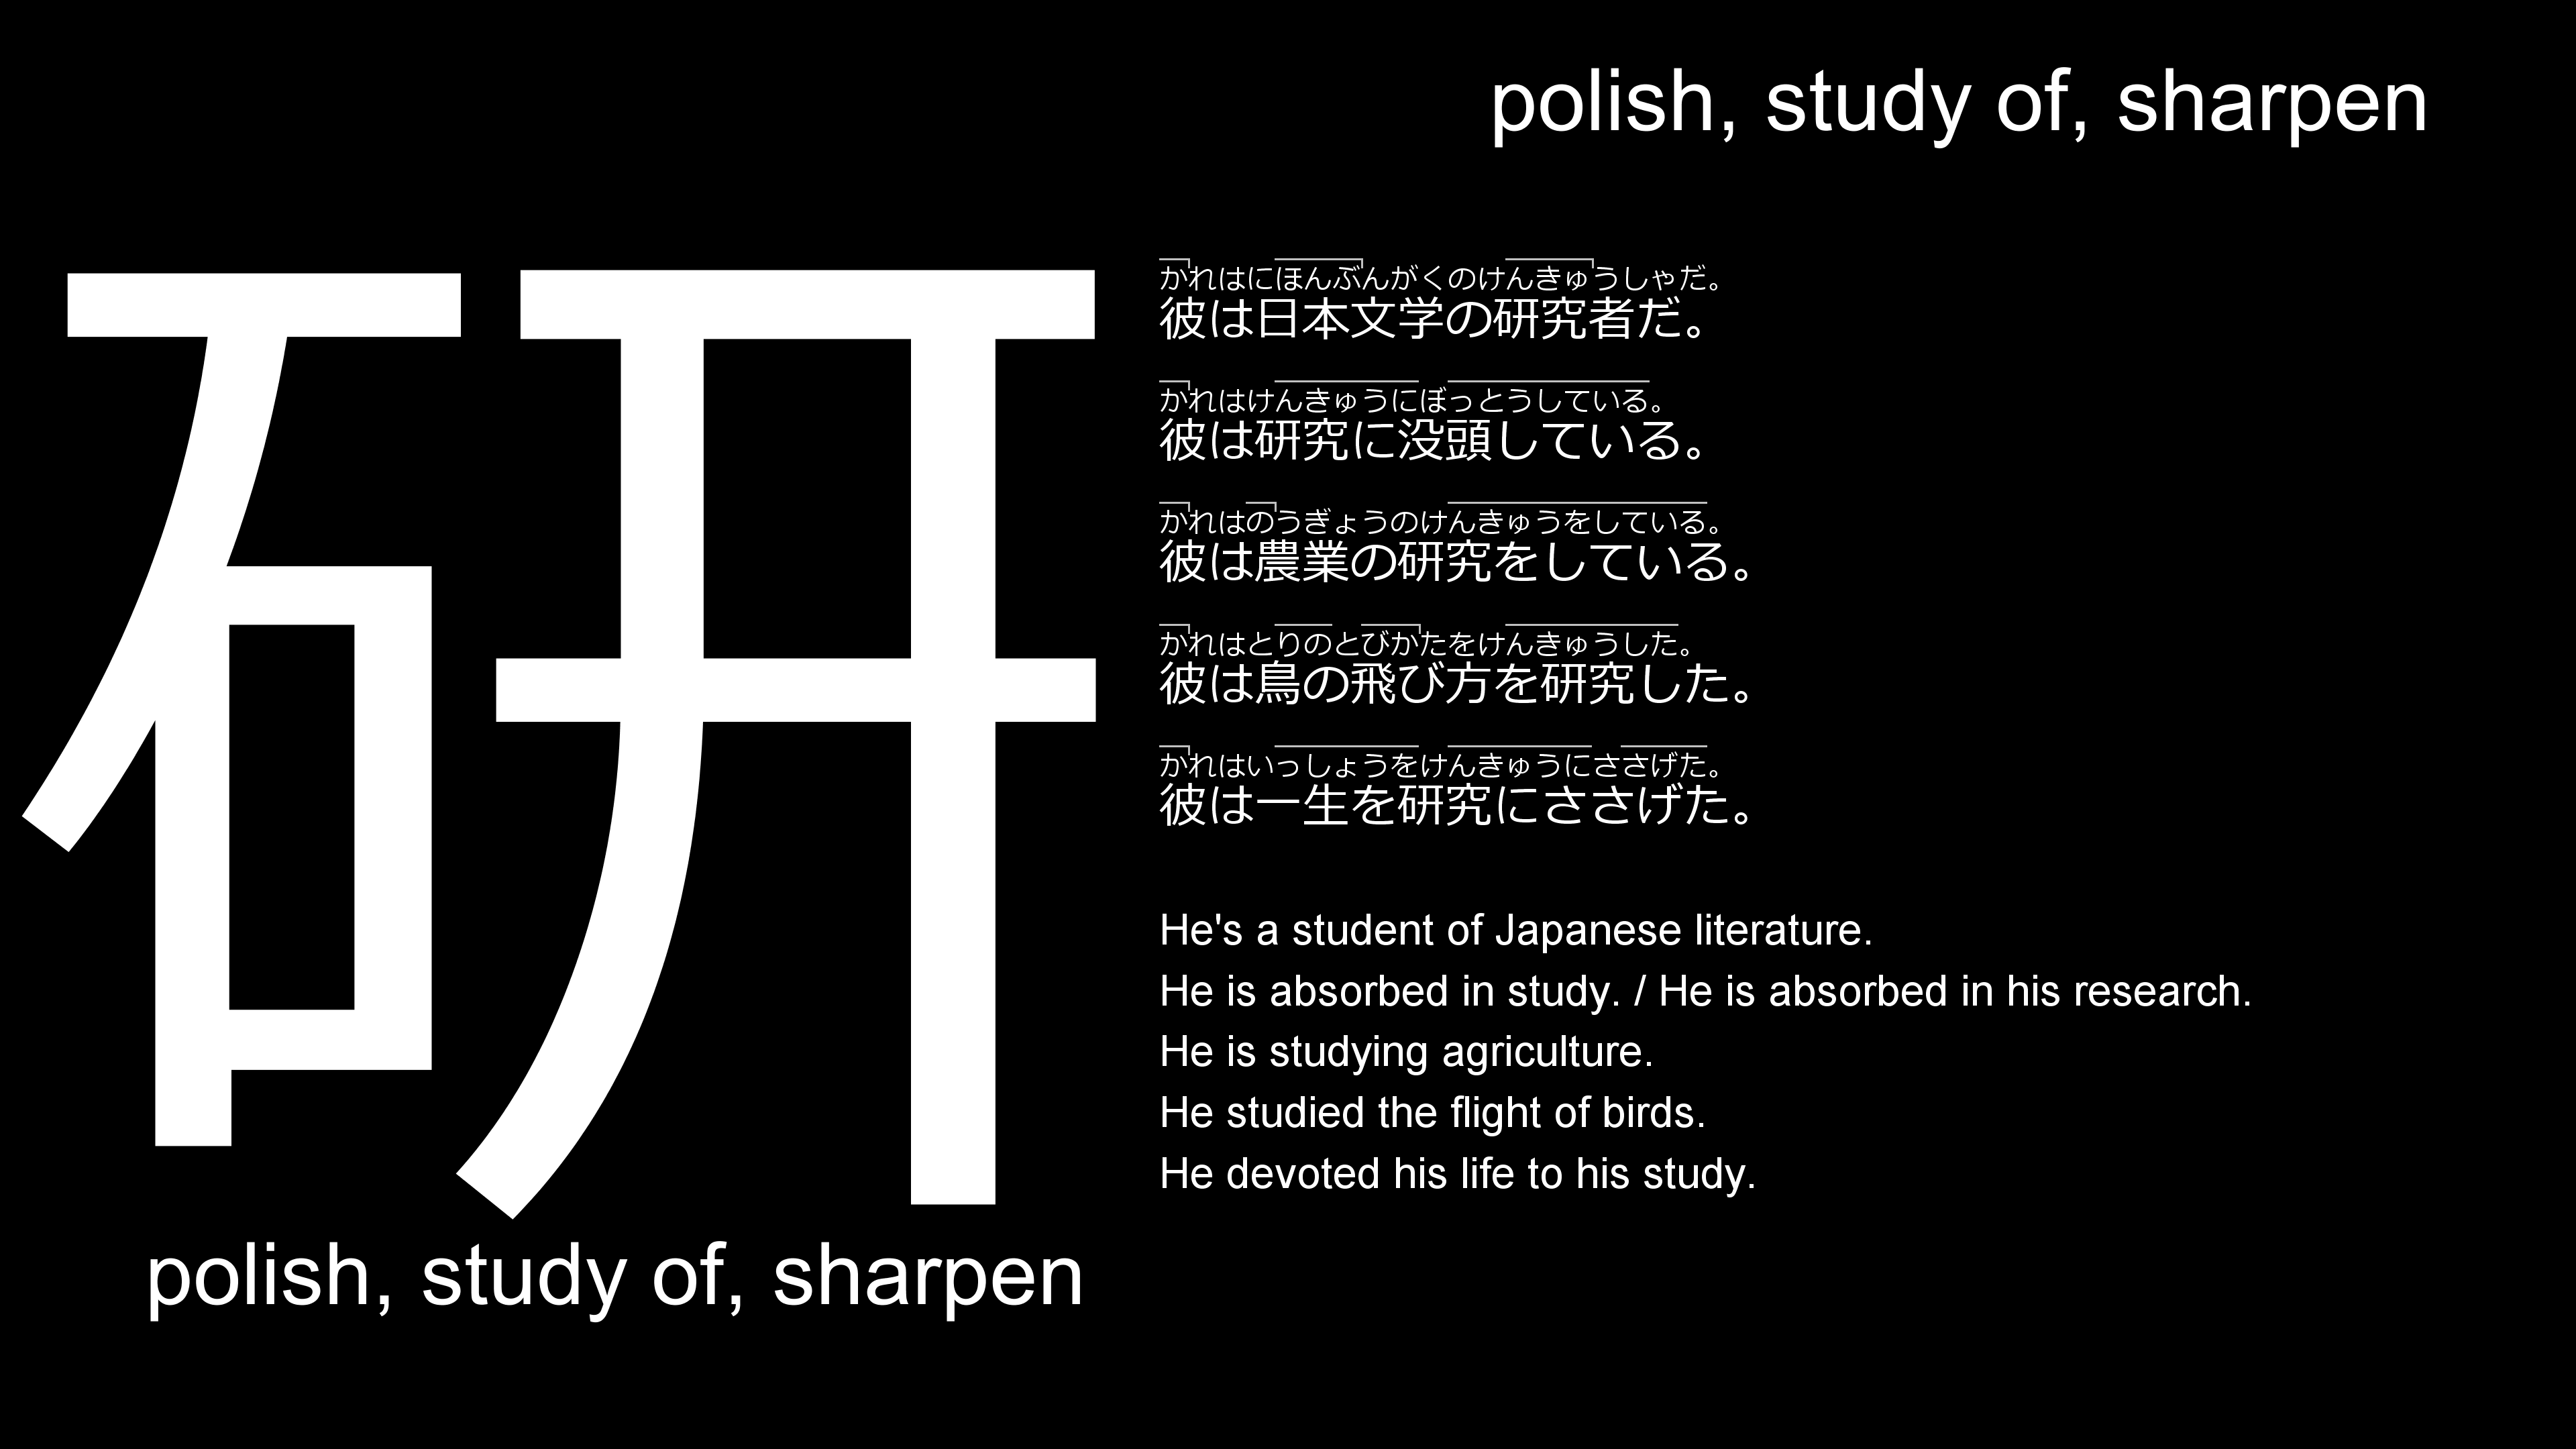 polish, study of, sharpen
研
polish, study of, sharpen
かれはにほんぶんがくのけんきゅうしゃだ。
彼は日本文学の研究者だ。
かれはけんきゅうにぼっとうしている。
彼は研究に没頭している。
かれはのうぎょうのけんきゅうをしている。
彼は農業の研究をしている。
かれはとりのとびかたをけんきゅうした。
彼は鳥の飛び方を研究した。
かれはいっしょうをけんきゅうにささげた。
彼は一生を研究にささげた。
He's a student of Japanese literature.
He is absorbed in study. / He is absorbed in his research.
He is studying agriculture.
He studied the flight of birds.
He devoted his life to his study.